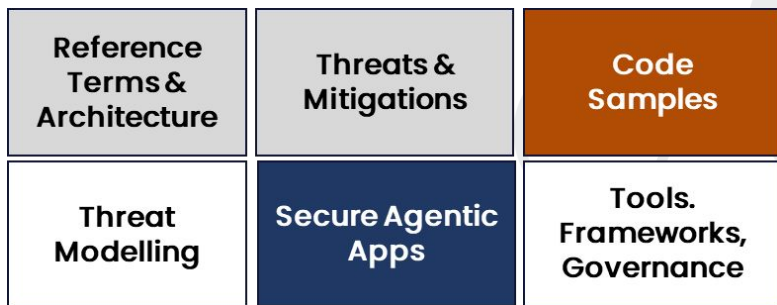 Reference
Terms &
Architecture
Threats &
Mitigations
Code
Samples
Threat
Modelling
Secure Agentic
Apps
Tools.
Frameworks,
Governance